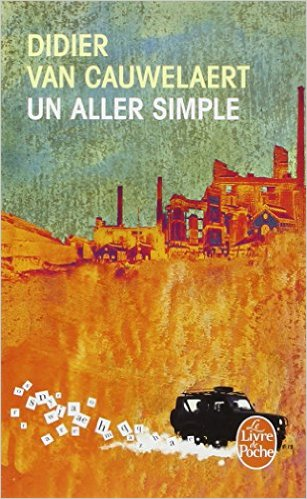 DIDIER
VAN CAUWELAERT
UN ALLER SIMPLE
Le
Livre
de
Poche